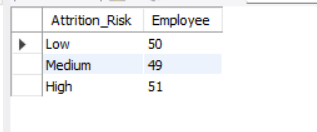 Attrition_Risk Employee
Low 50
Medium 49
High 51